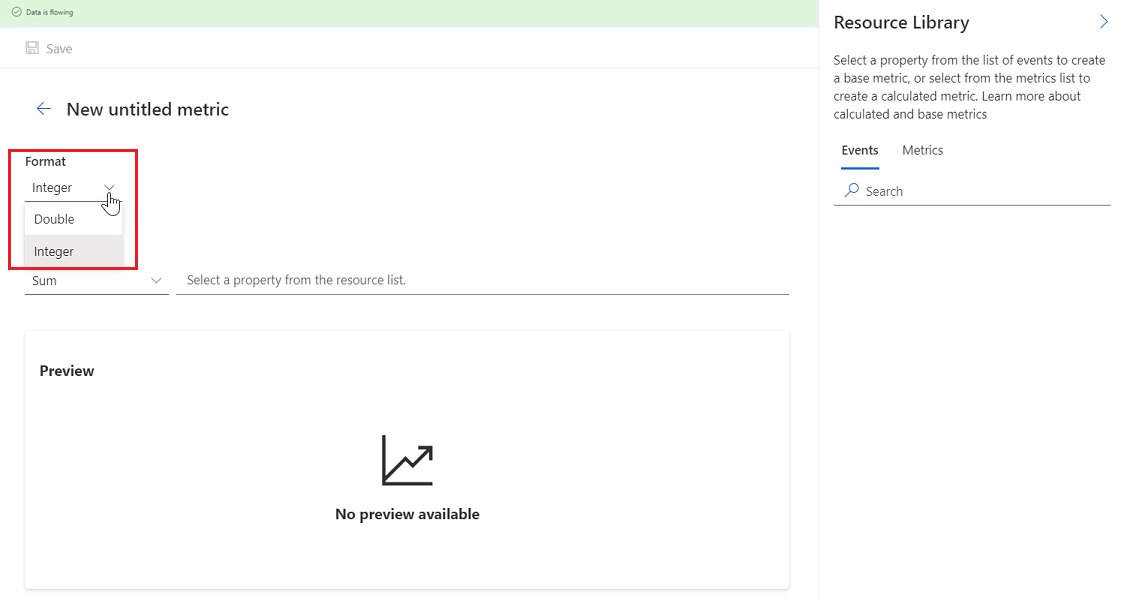 Data is flowing
Save
New untitled metric
Format
Integer
Double
Integer
Sum
Select a property from the resource list.
Preview
No preview available
Resource Library
Select a property from the list of events to create
a base metric, or select from the metrics list to
create a calculated metric. Learn more about
calculated and base metrics
Events Metrics
Search